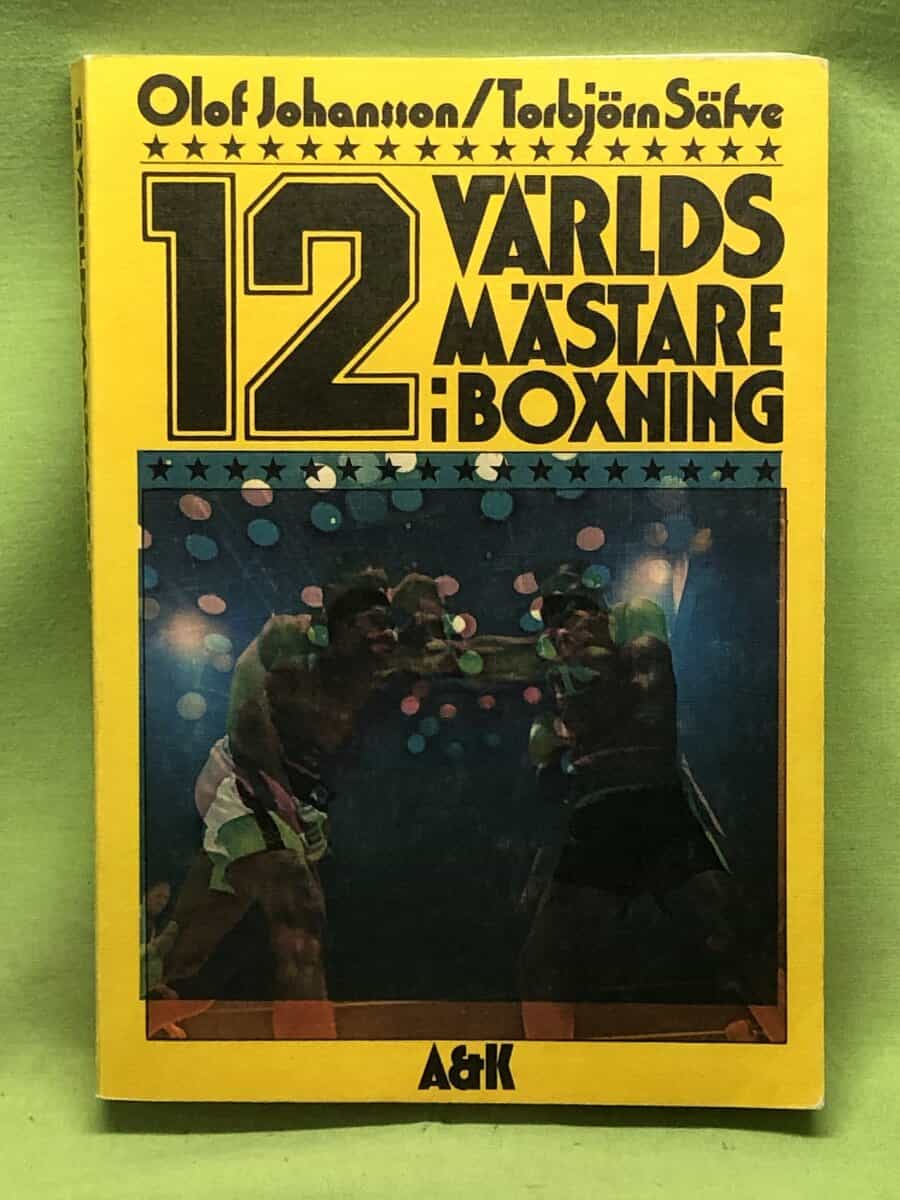 Olof Johansson/Torbjörn Säfve
12 VÄRLDS
MÄSTARE
i BOXNING
A&K